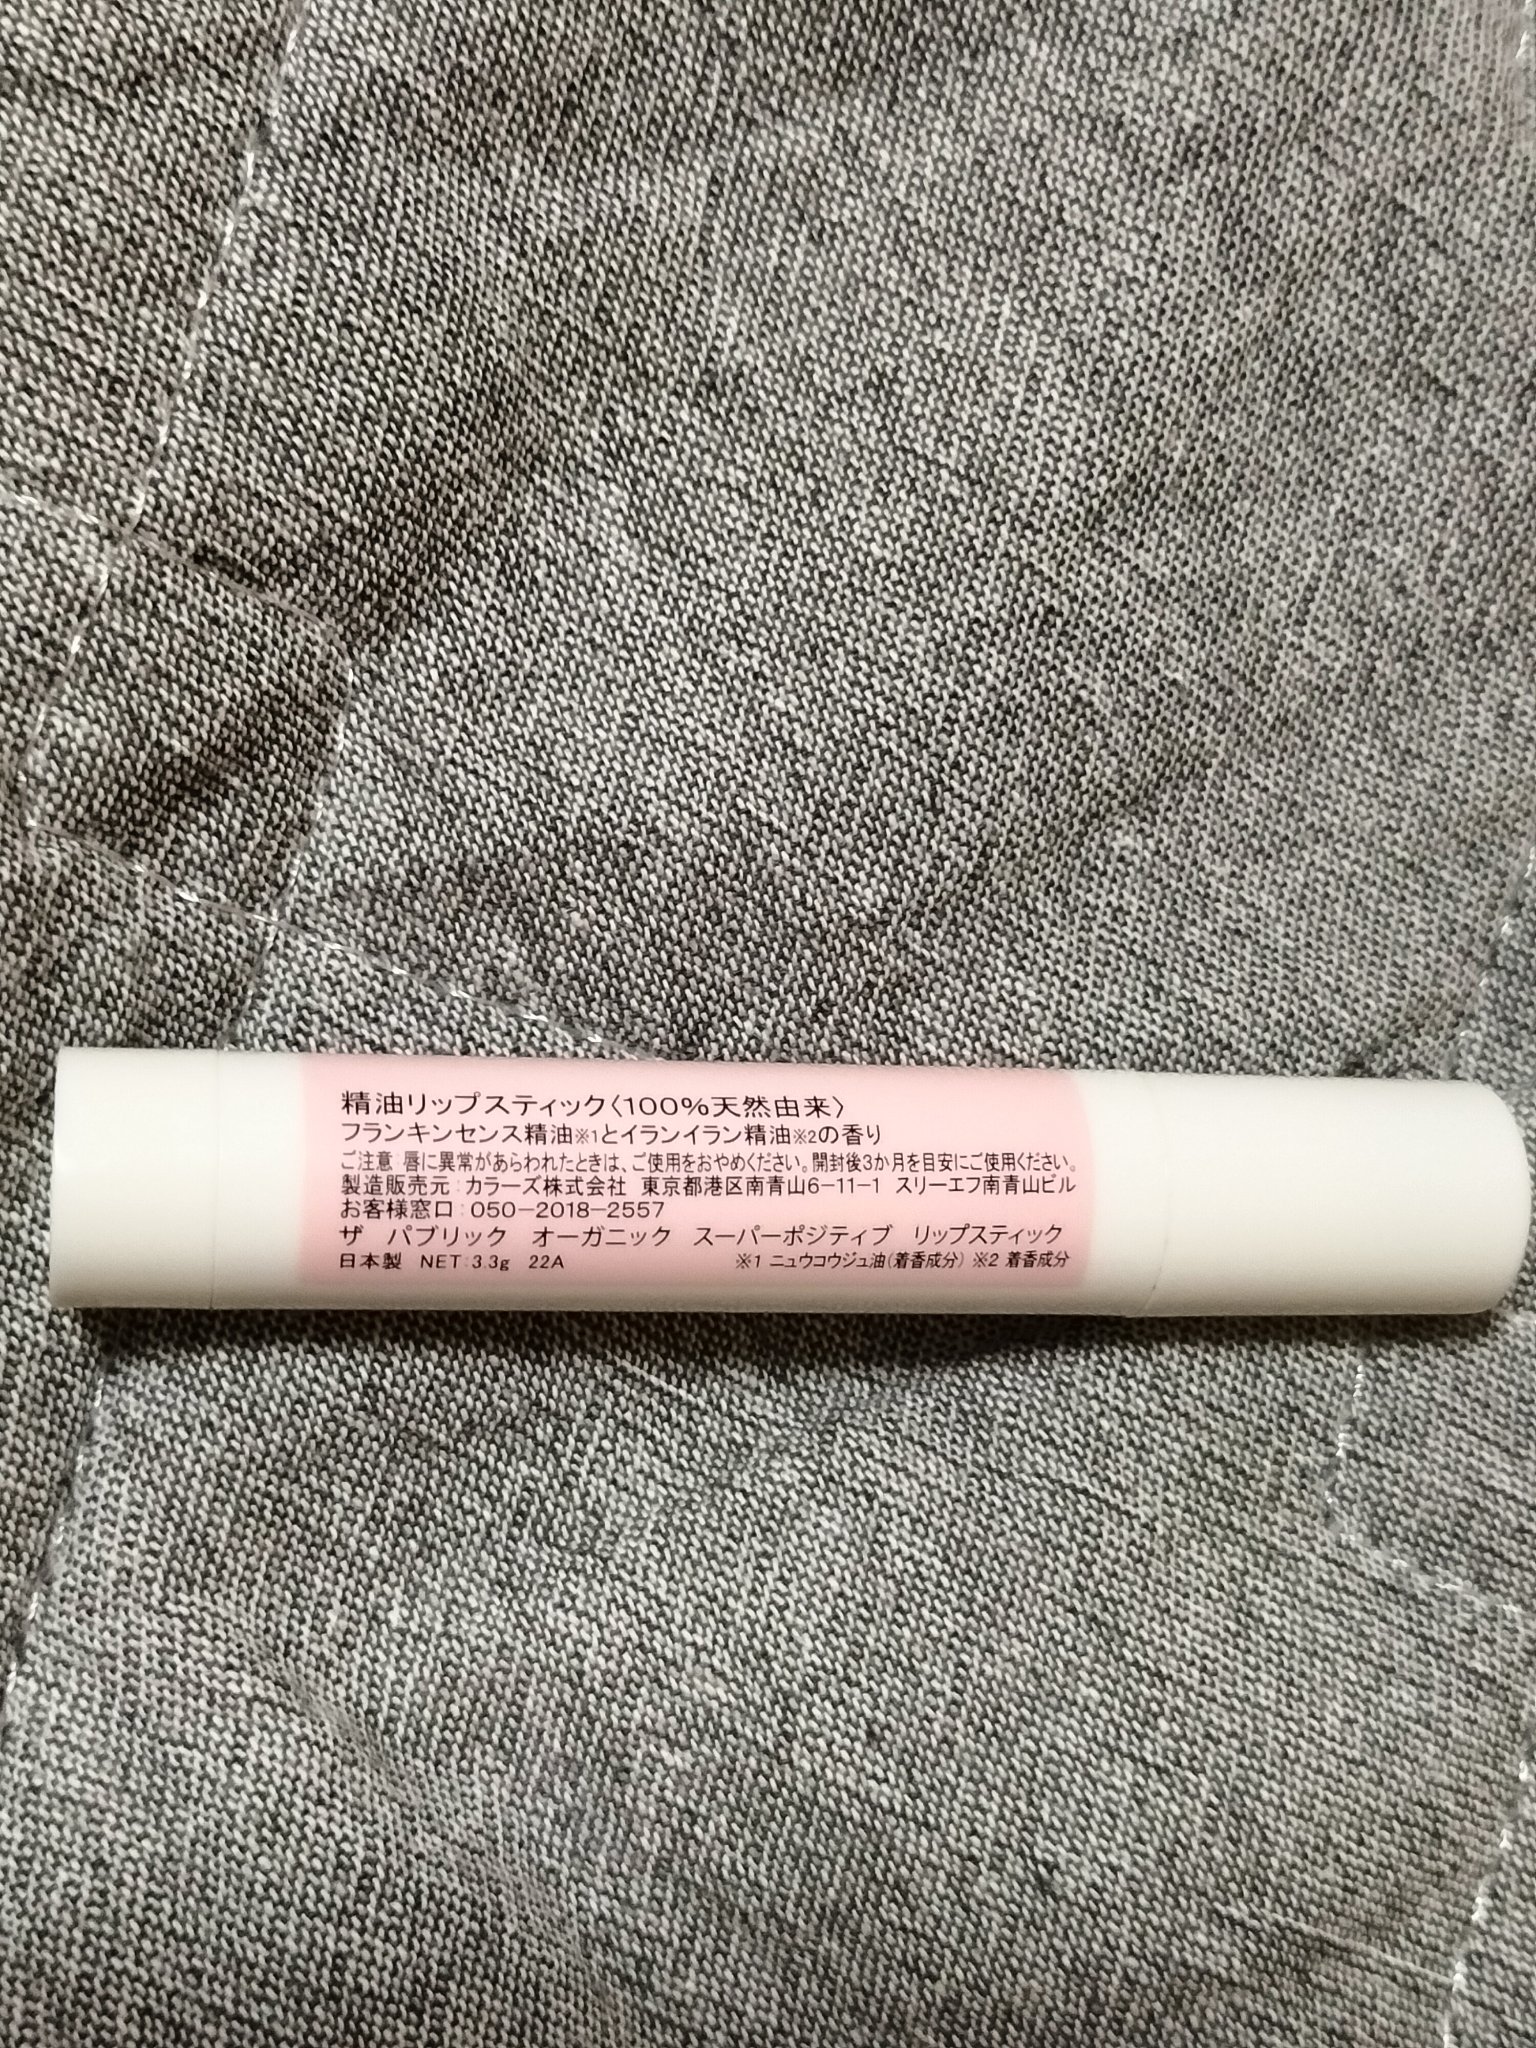 精油リップスティック〈100%天然由来〉
フランキンセンス精油※1とイランイラン精油※2の香り
ご注意:唇に異常があらわれたときは、ご使用をおやめください。開封後3か月を目安にご使用ください。
製造販売元:カラーズ株式会社 東京都港区南青山6-11-1 スリーエフ南青山ビル
お客様窓口:050-2018-2557
ザ パブリック オーガニック スーパーポジティブ リップスティック
日本製 NET:3.3g 22A ※1 ニュウコウジュ油(着香成分) ※2 着香成分